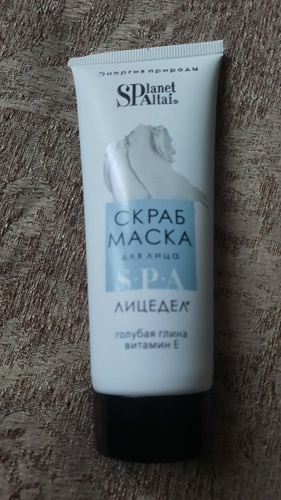 Энергия природы
SPlanet
Altai®
СКРАБ
МАСКА
для лица
S·P·A
ЛИЦЕДЕЛ®
голубая глина
витамин Е